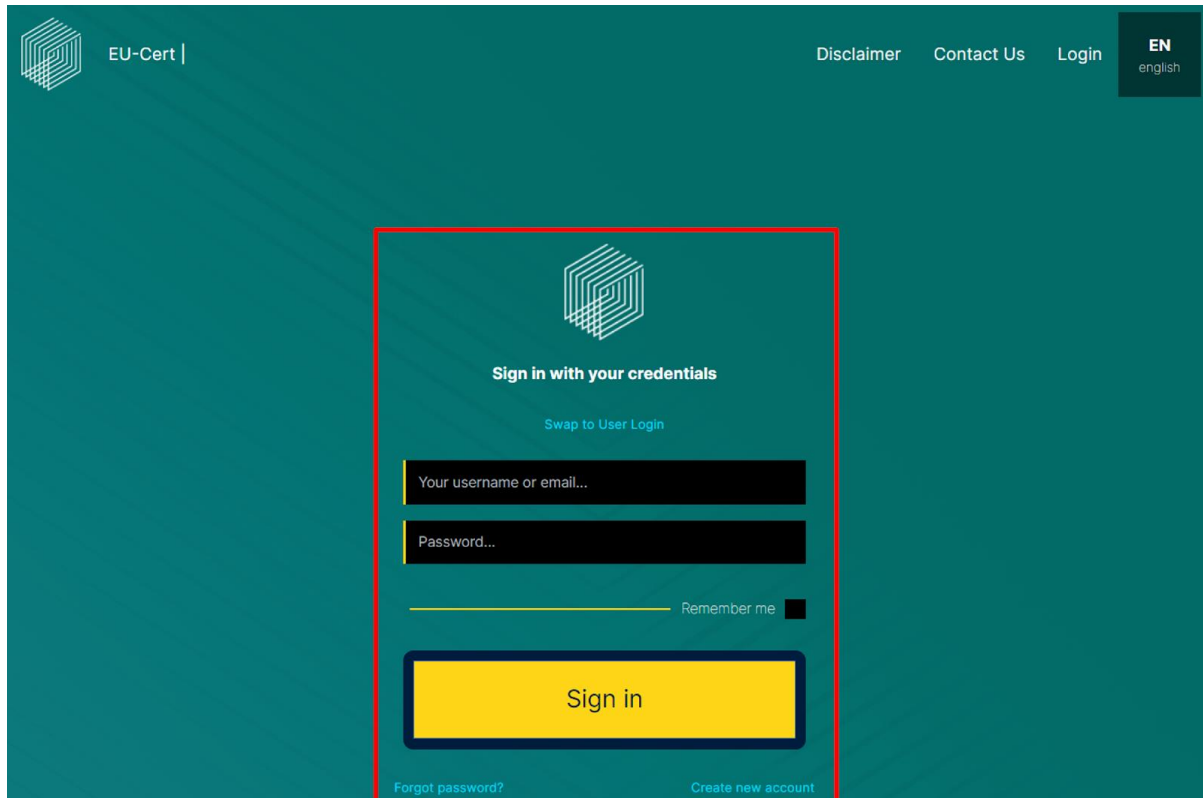 EU-Cert |
Disclaimer
Contact Us
Login
EN
english
Sign in with your credentials
Swap to User Login
Your username or email...
Password...
Remember me
Sign in
Forgot password?
Create new account